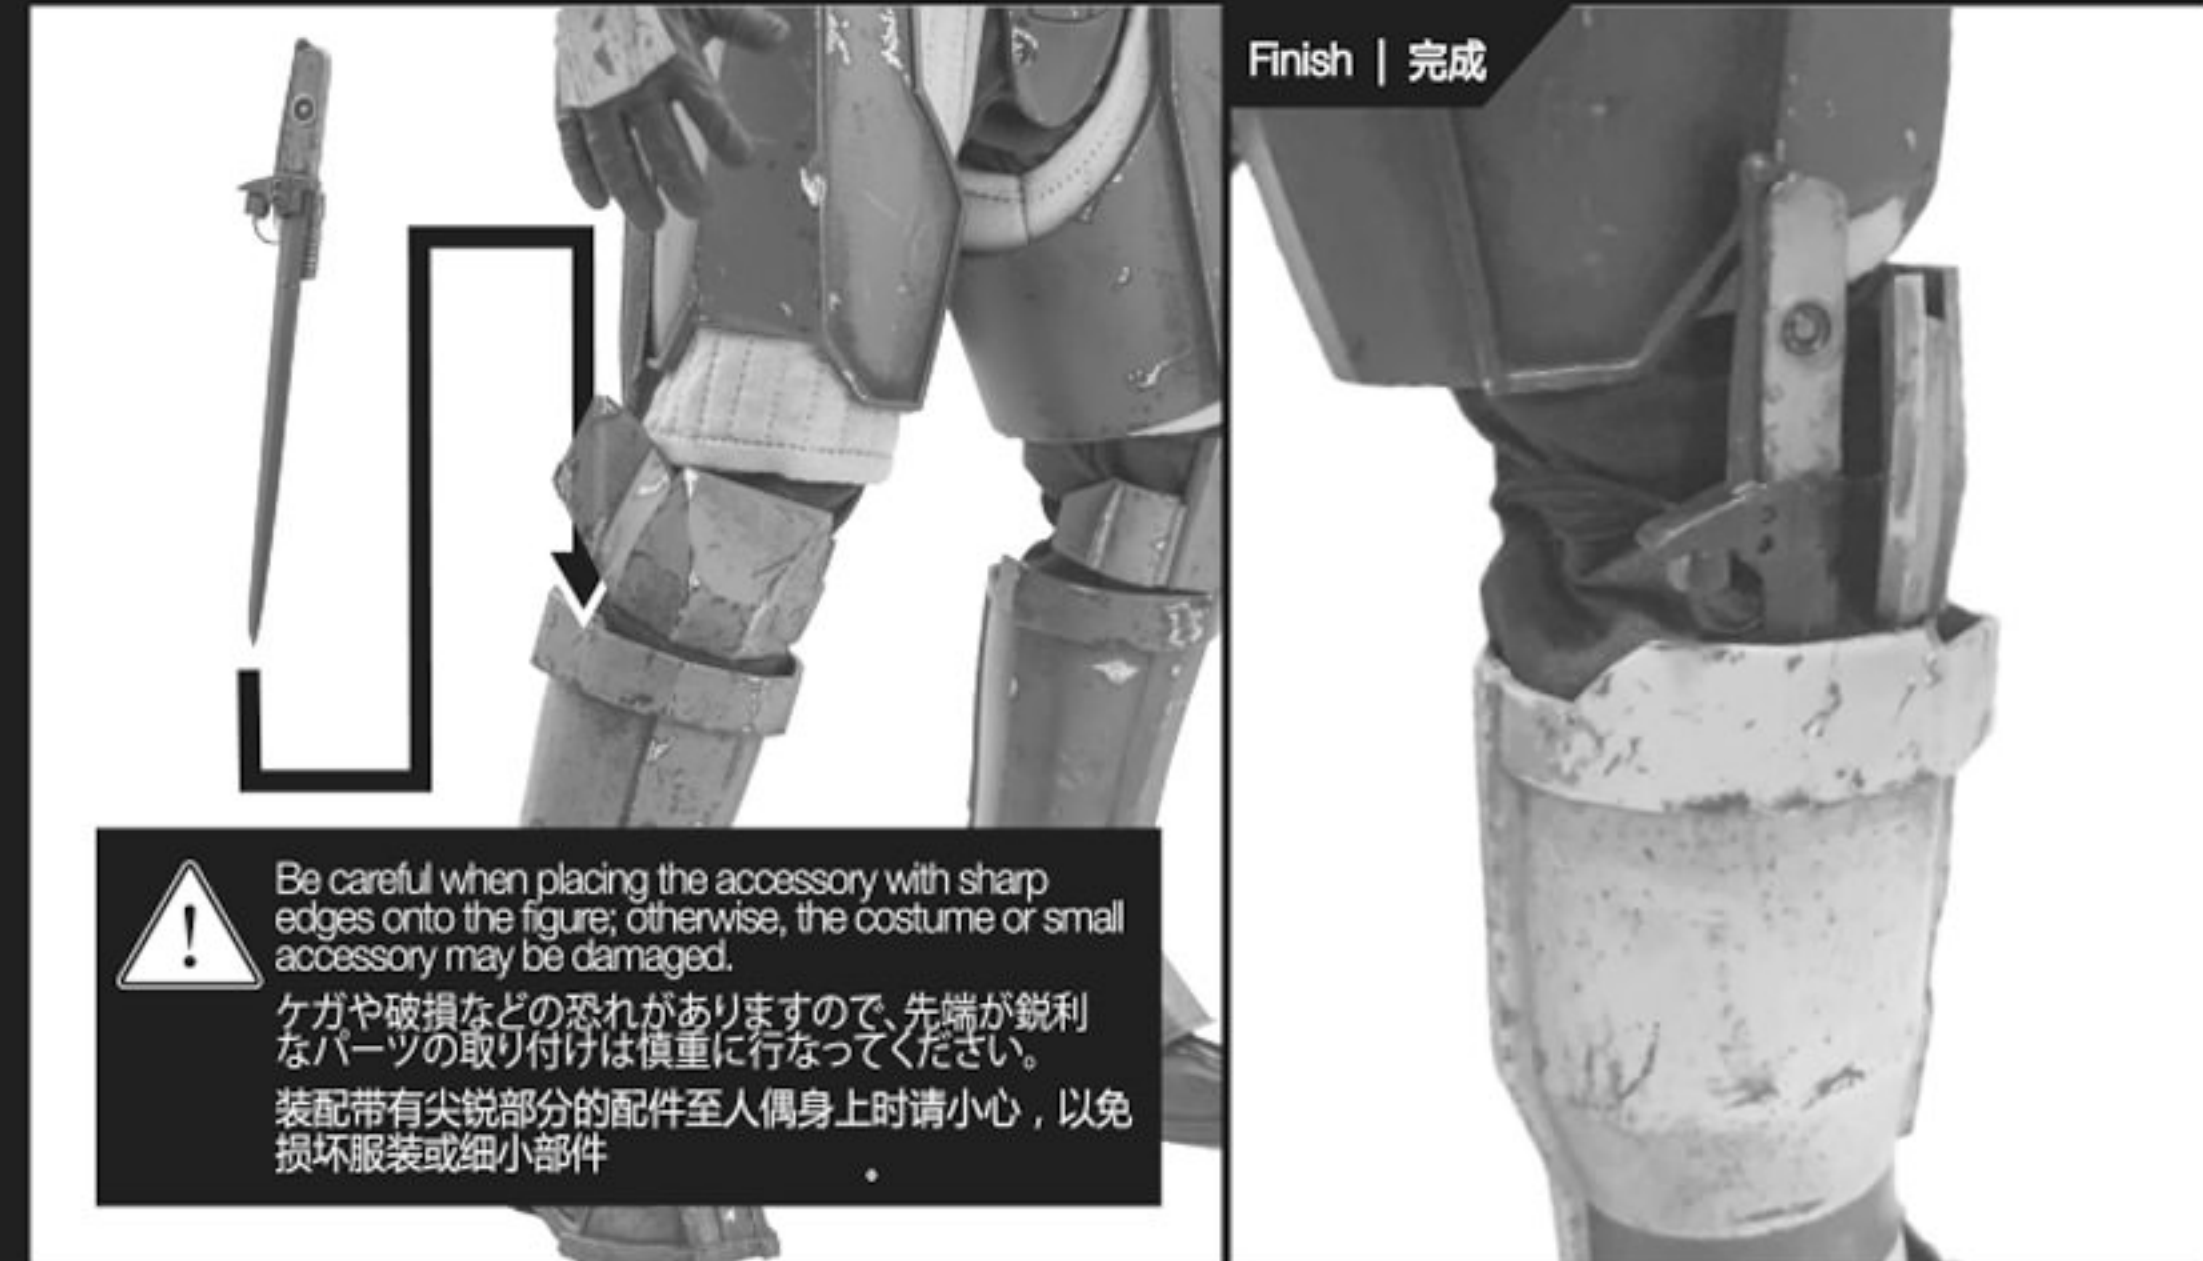 Finish | 完成
Be careful when placing the accessory with sharp
edges onto the figure; otherwise, the costume or small
accessory may be damaged.
ケガや破損などの恐れがありますので、先端が鋭利
なパーツの取り付けは慎重に行なってください。
装配带有尖锐部分的配件至人偶身上时请小心，以免
损坏服装或细小部件